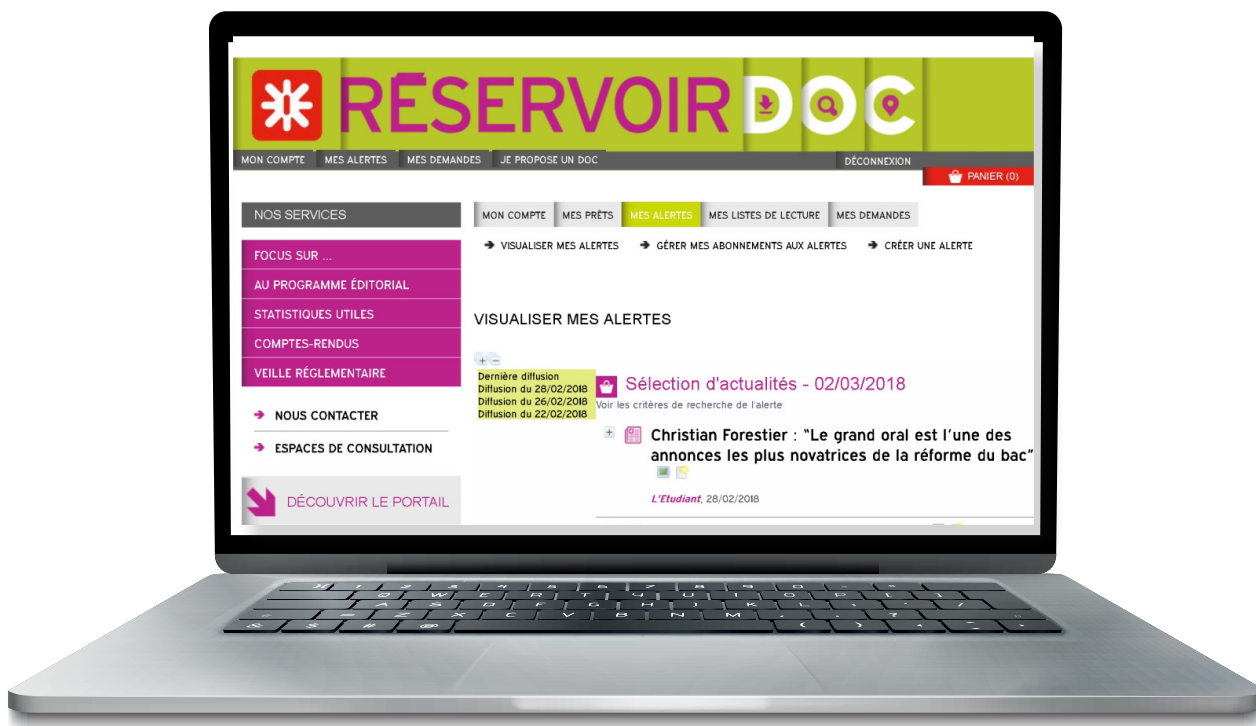 RÉSERVOIR DOC
MON COMPTE MES ALERTES MES DEMANDES JE PROPOSE UN DOC DÉCONNEXION
PANIER (0)
NOS SERVICES
FOCUS SUR ...
AU PROGRAMME ÉDITORIAL
STATISTIQUES UTILES
COMPTES-RENDUS
VEILLE RÉGLEMENTAIRE
NOUS CONTACTER
ESPACES DE CONSULTATION
DÉCOUVRIR LE PORTAIL
MON COMPTE MES PRÊTS MES ALERTES MES LISTES DE LECTURE MES DEMANDES
VISUALISER MES ALERTES GÉRER MES ABONNEMENTS AUX ALERTES CRÉER UNE ALERTE
VISUALISER MES ALERTES
Dernière diffusion
Diffusion du 28/02/2018
Diffusion du 26/02/2018
Diffusion du 22/02/2018
Sélection d'actualités - 02/03/2018
Voir les critères de recherche de l'alerte
Christian Forestier : "Le grand oral est l'une des
annonces les plus novatrices de la réforme du bac"
L'Etudiant, 28/02/2018